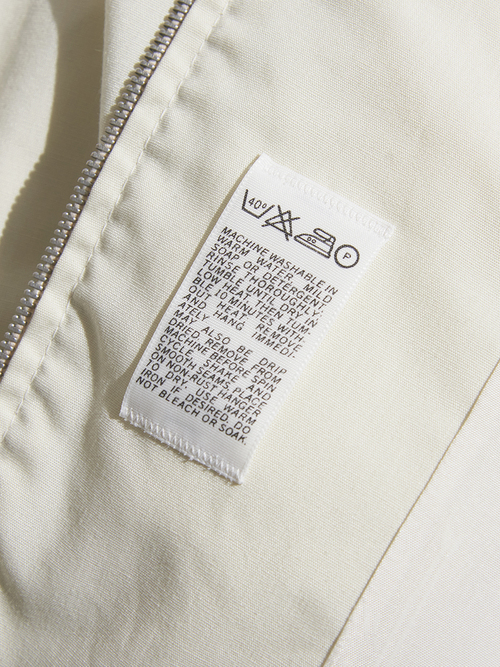 40° P
MACHINE WASHABLE IN
WARM WATER, MILD
SOAP OR DETERGENT.
RINSE THOROUGHLY;
TUMBLE UNTIL DRY IN
LOW HEAT THEN TUM
BLE 10 MINUTES WITH-
OUT HEAT. REMOVE
AND HANG IMMEDI-
ATELY
MAY ALSO BE DRIP
DRIED. REMOVE FROM
MACHINE BEFORE SPIN
CYCLE, SHAKE AND
SMOOTH SEAMS, PLACE
ON NON-RUST HANGER
TO DRY. USE WARM
IRON IF DESIRED. DO
NOT BLEACH OR SOAK.